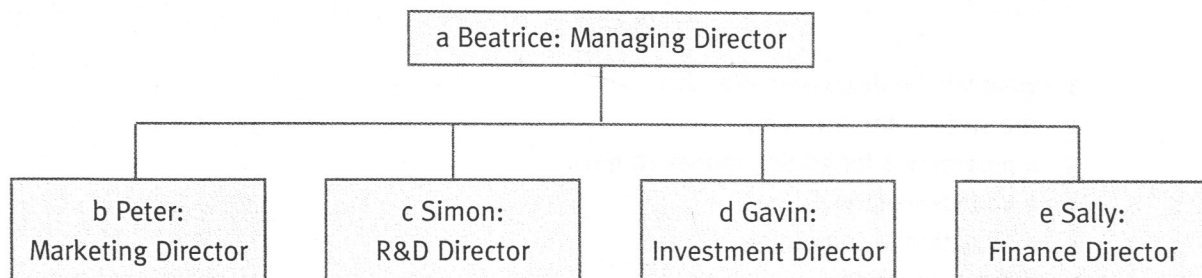 a Beatrice: Managing Director
b Peter:
Marketing Director
c Simon:
R&D Director
d Gavin:
Investment Director
e Sally:
Finance Director